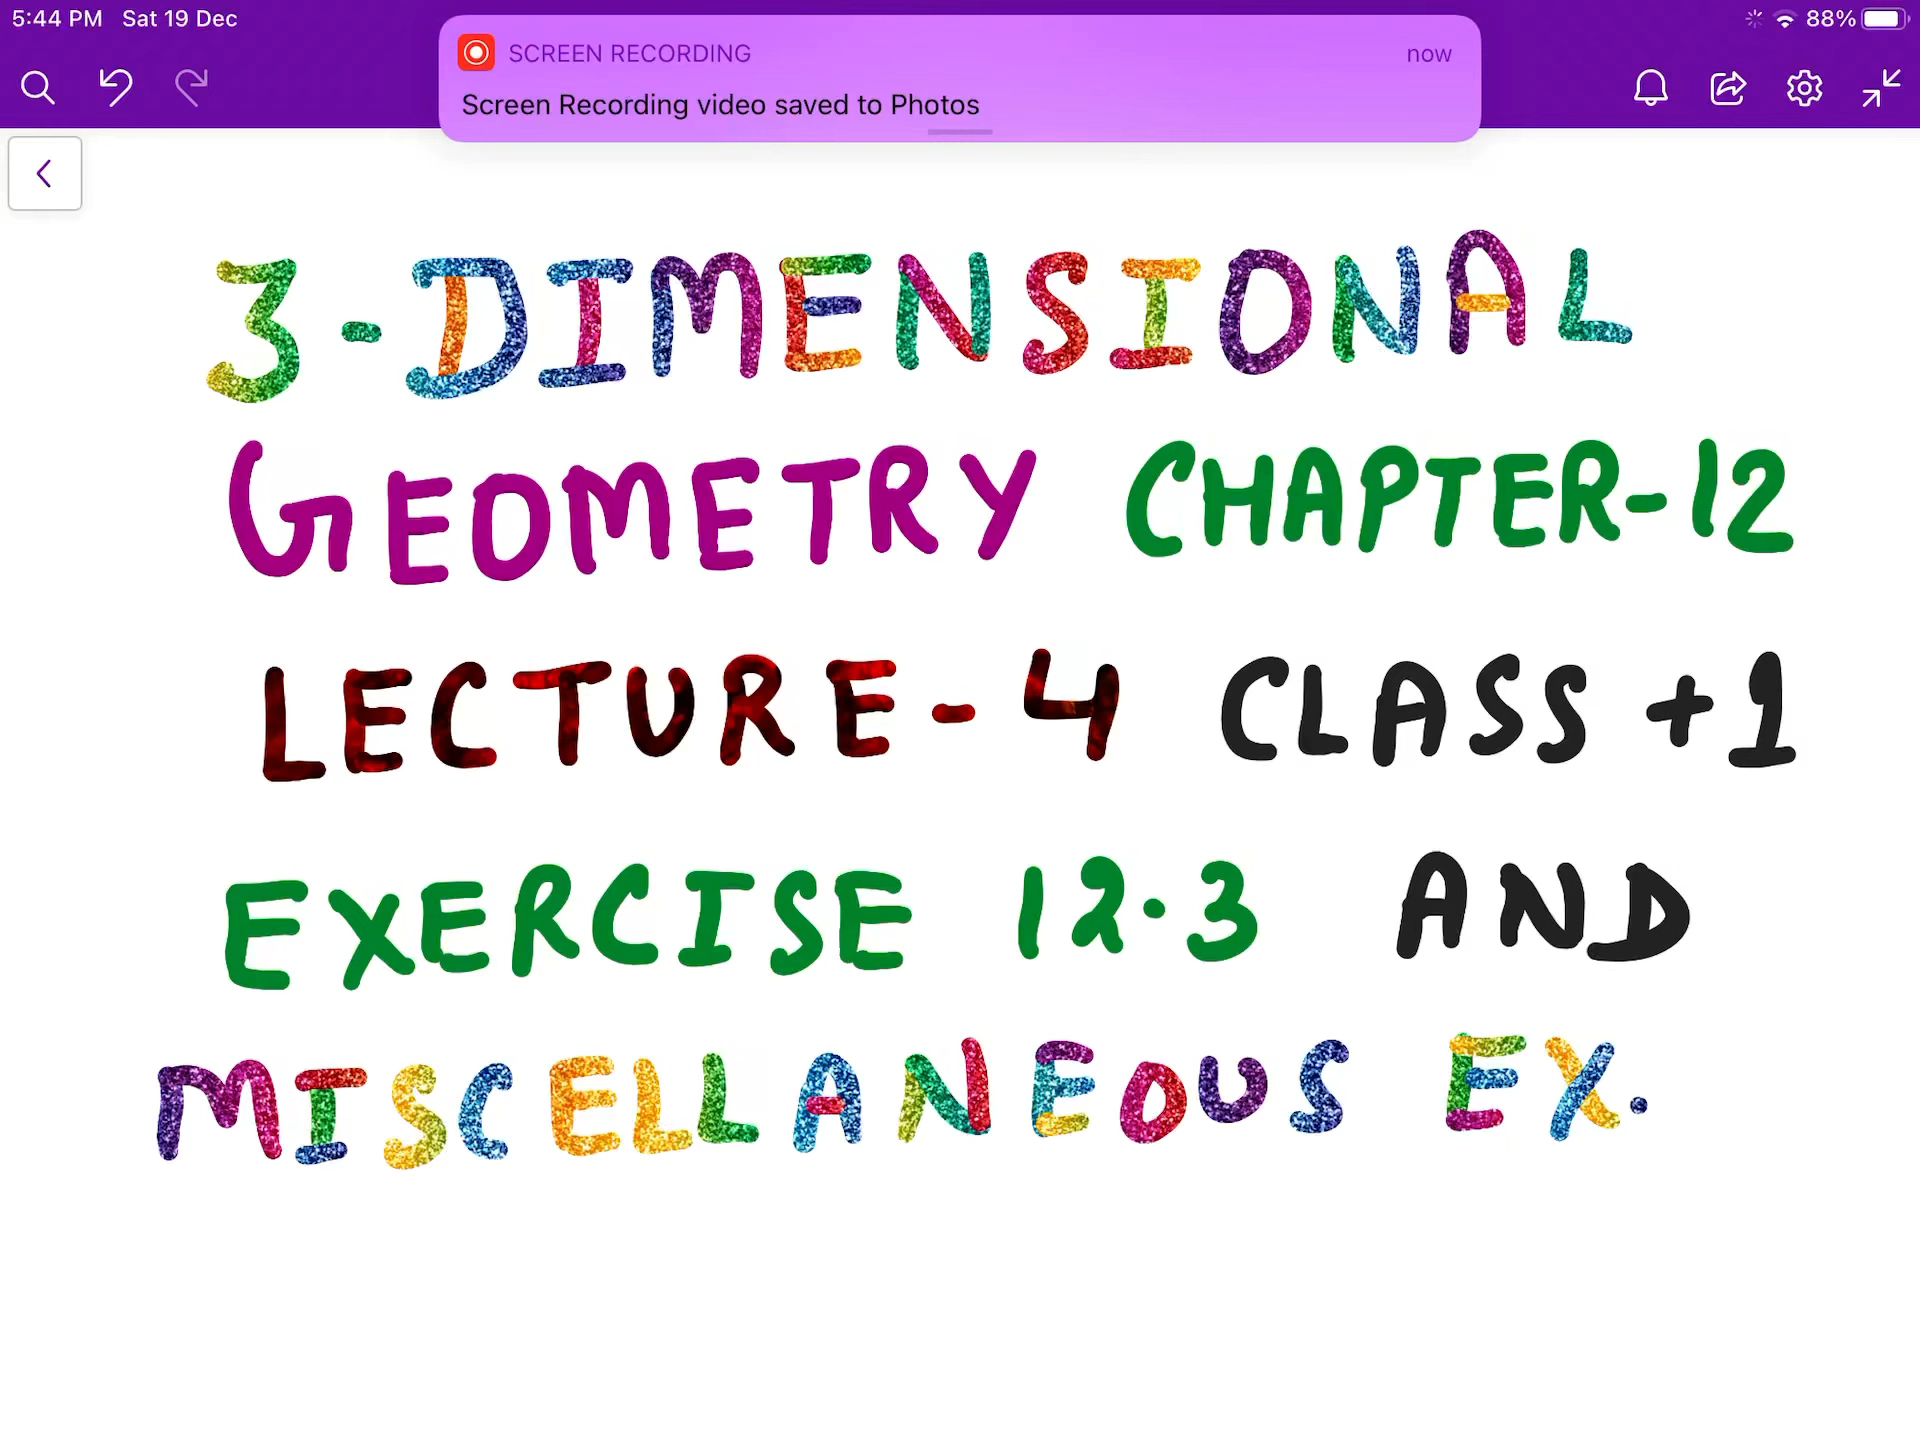 5:44 PM Sat 19 Dec
88%
SCREEN RECORDING now
Screen Recording video saved to Photos
3-DIMENSIONAL
GEOMETRY CHAPTER-12
LECTURE-4 CLASS +1
EXERCISE 12.3 AND
MISCELLANEOUS EX.